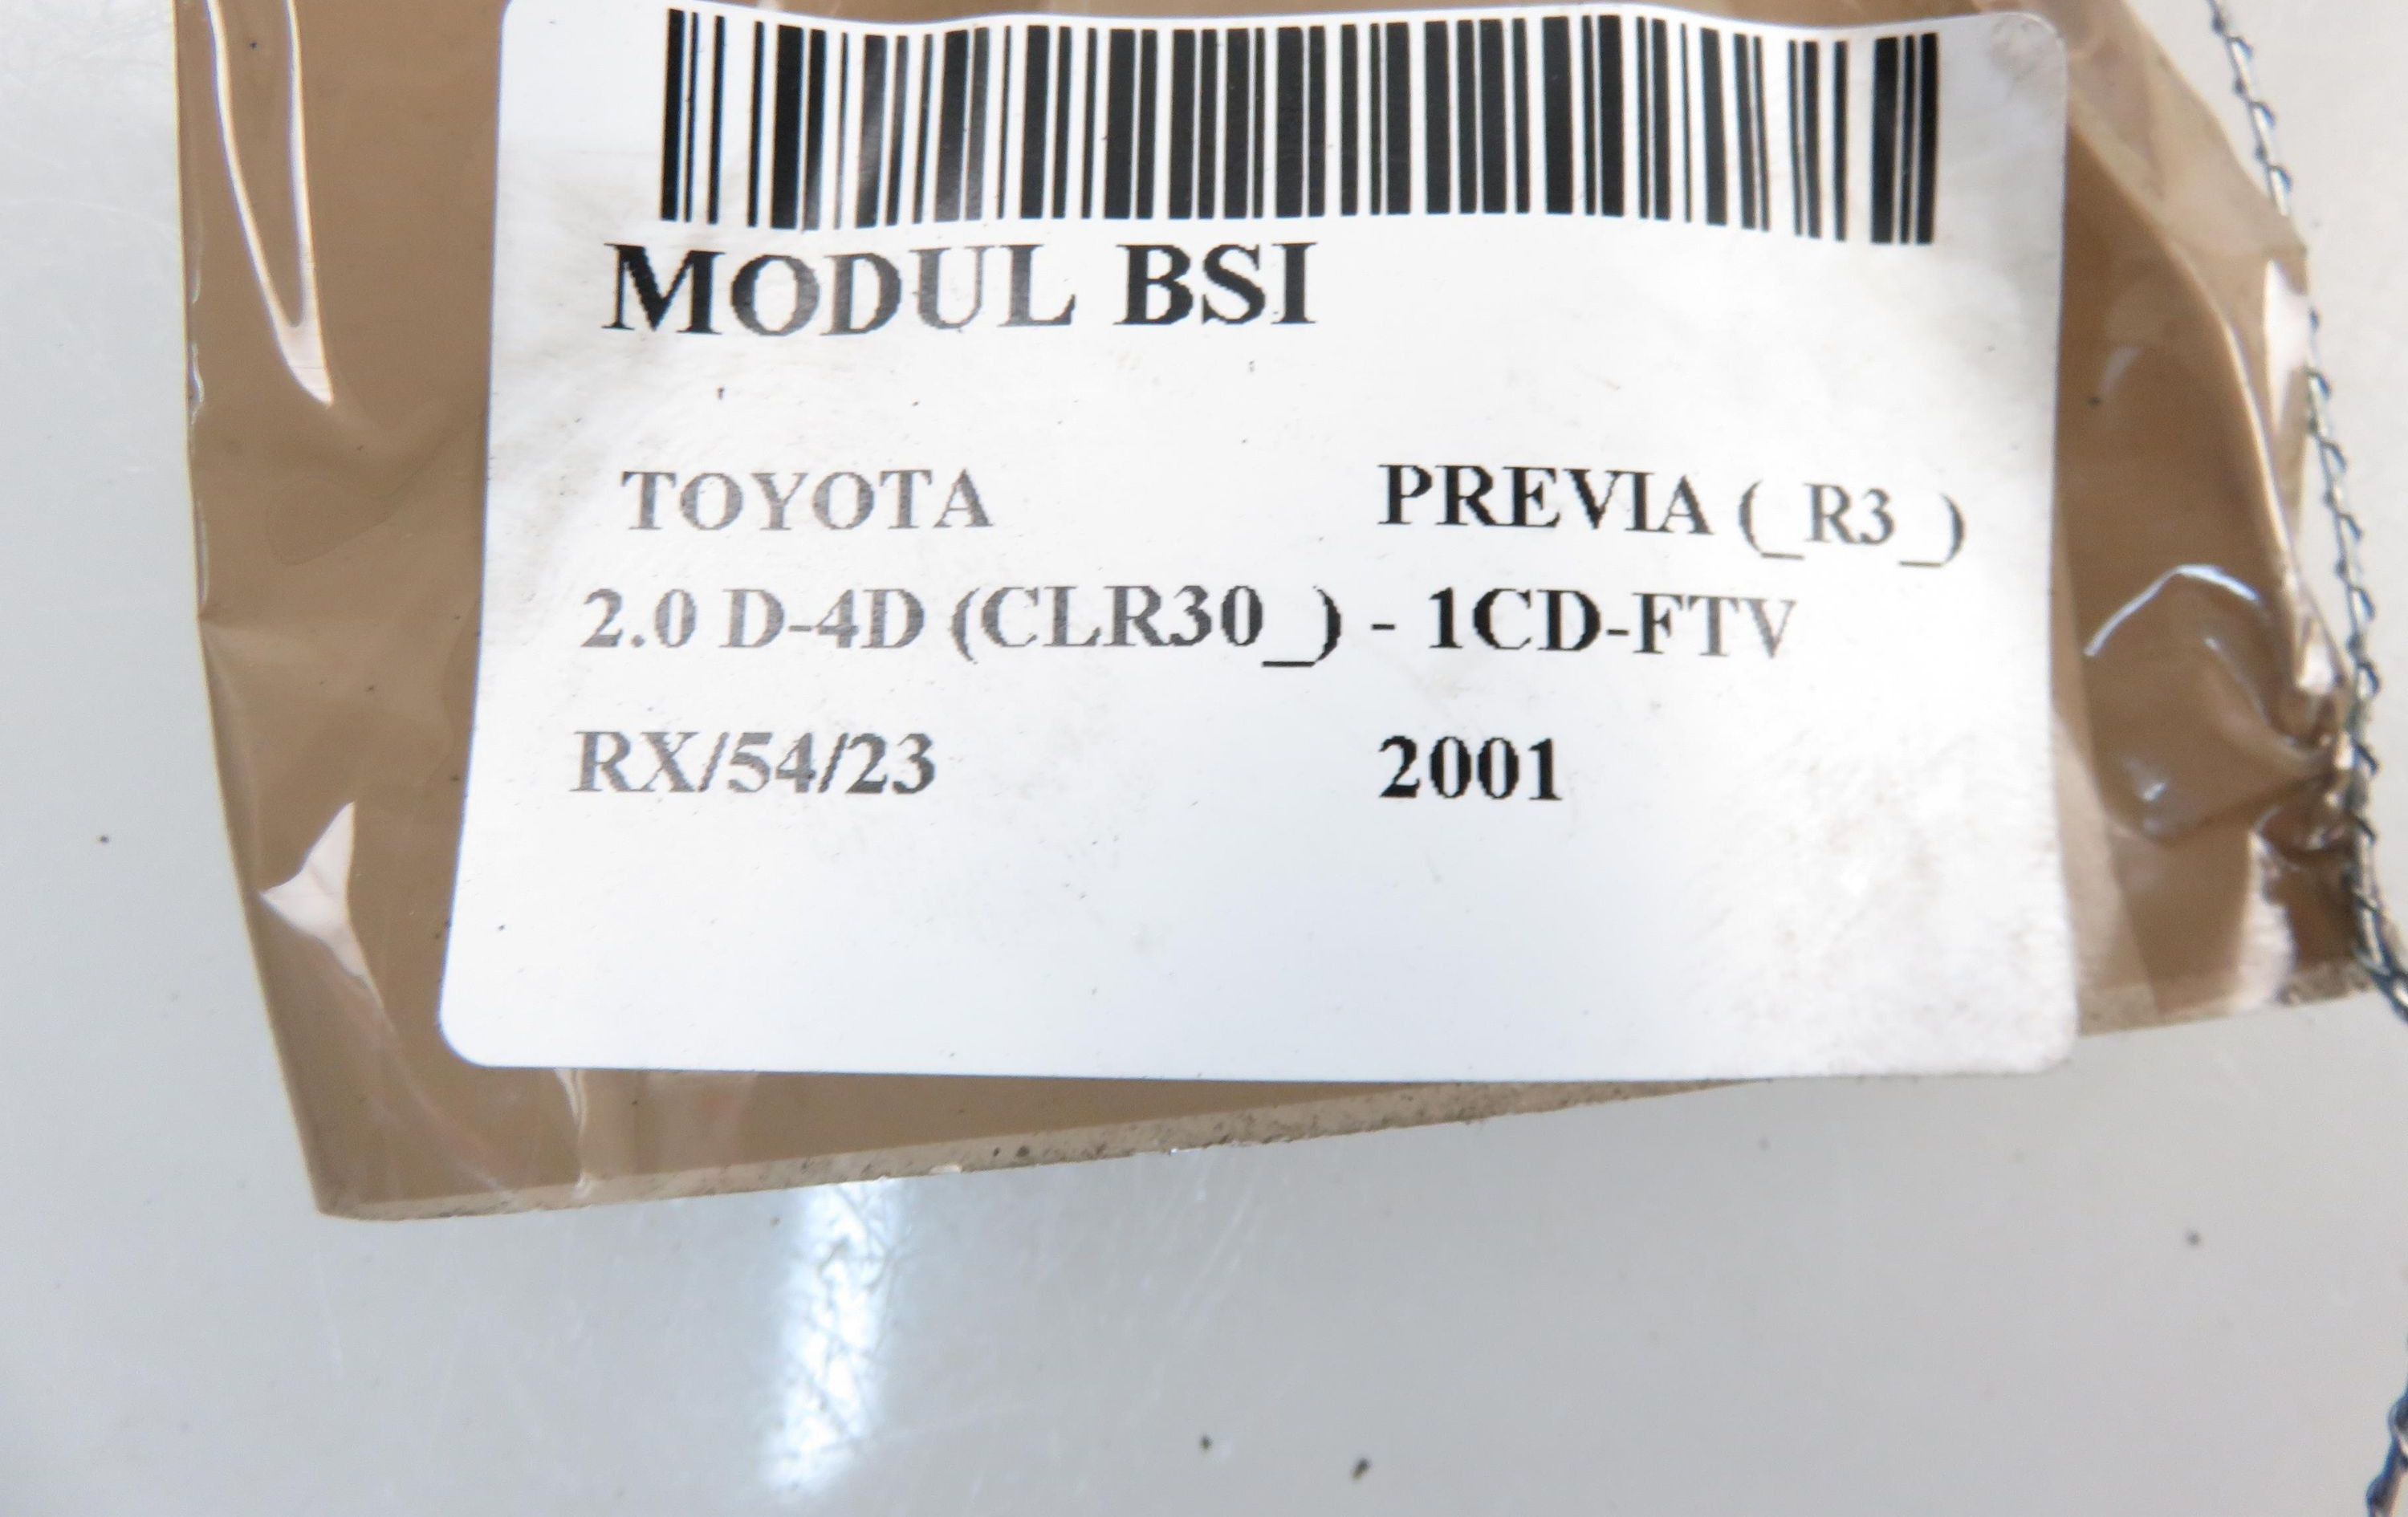 MODUL BSI
TOYOTA PREVIA (_R3_)
2.0 D-4D (CLR30_) - 1CD-FTV
RX/54/23 2001